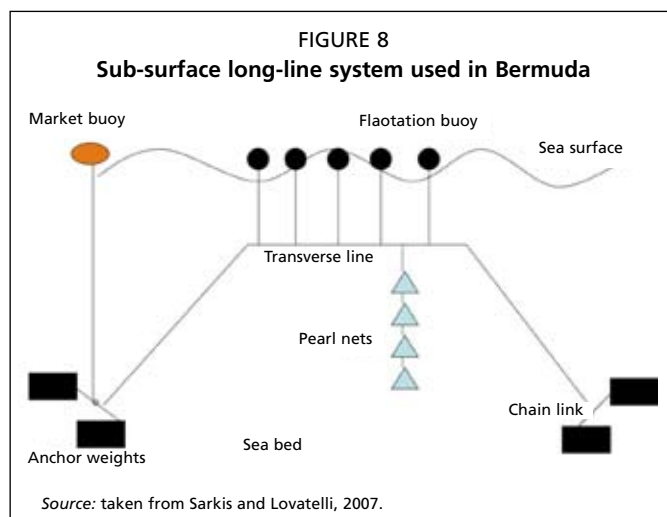 FIGURE 8
Sub-surface long-line system used in Bermuda
Market buoy
Flaotation buoy
Sea surface
Transverse line
Pearl nets
Chain link
Anchor weights
Sea bed
Source: taken from Sarkis and Lovatelli, 2007.